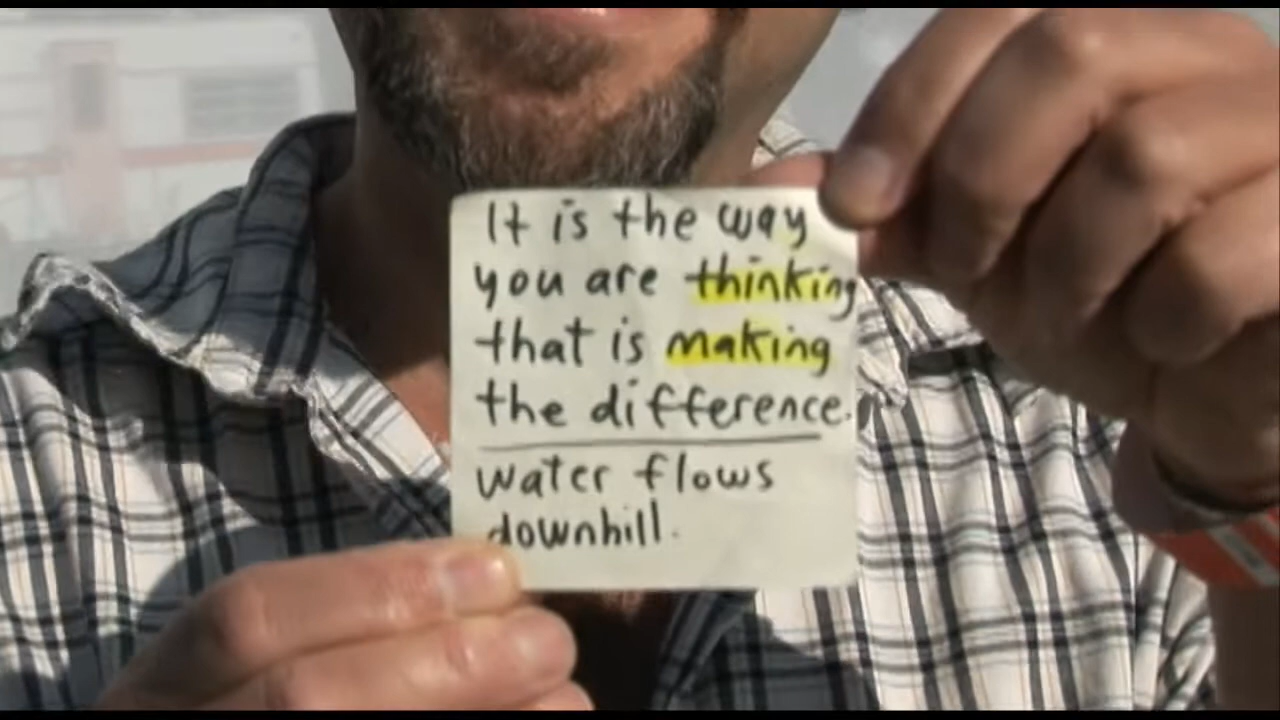 It is the way
you are thinking
that is making
the difference.
water flows
downhill.